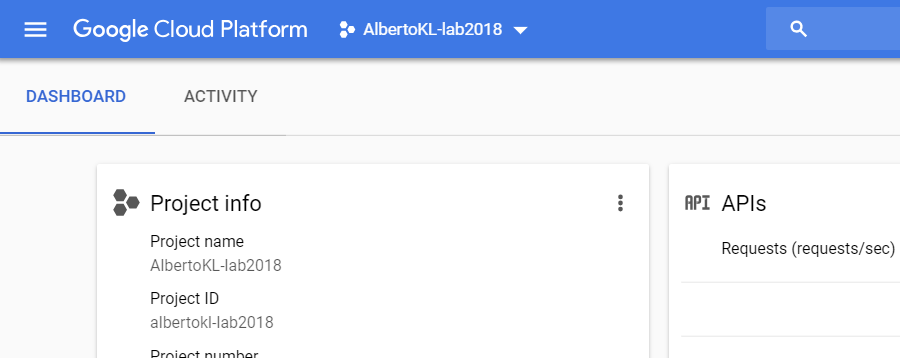 Google Cloud Platform AlbertoKL-lab2018
DASHBOARD ACTIVITY
Project info
Project name
AlbertoKL-lab2018
Project ID
albertokl-lab2018
Project number
API APIs
Requests (requests/sec)